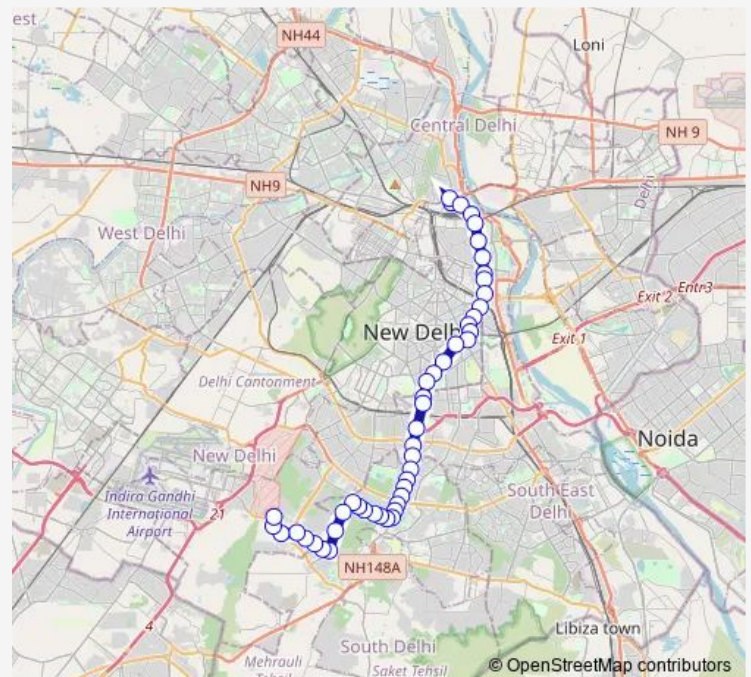 est
NH44
Loni
Central Delhi
NH 9
NH9
Delhi
West Delhi
Exit 2
Entr3
New Delh
Exit 1
Delhi Cantonment
Noida
New Delhi
Indira Gandhi
International
Airport
21
South East
Delhi
NH148A
4
Libiza town
South Delhi
Mehrauli
Tehsil
Saket Tehsil
© OpenStreetMap contributors